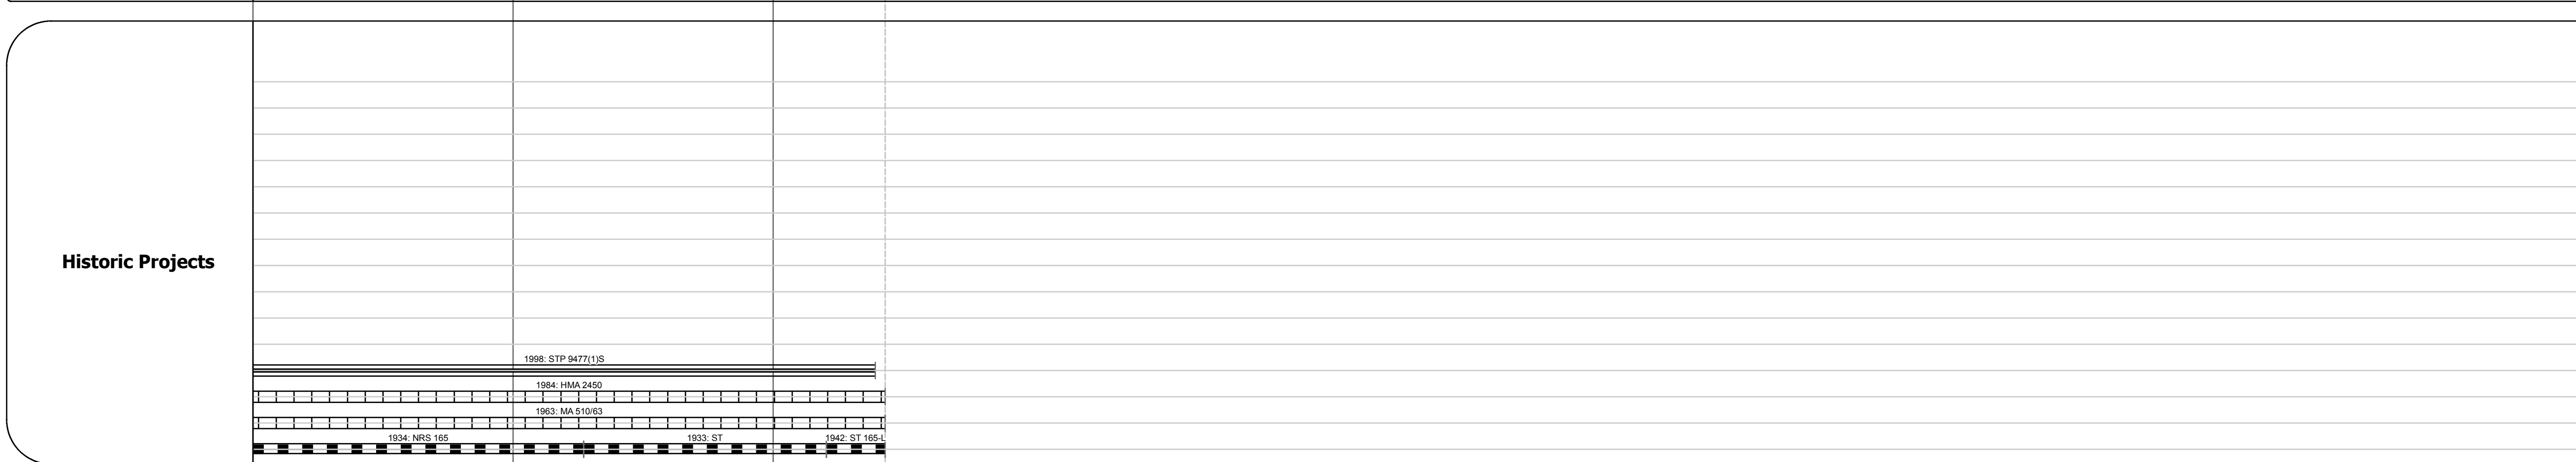 Historic Projects
1998: STP 9477(1)S
1984: HMA 2450
1963: MA 510/63
1934: NRS 165 1933: ST 1942: ST 165-L